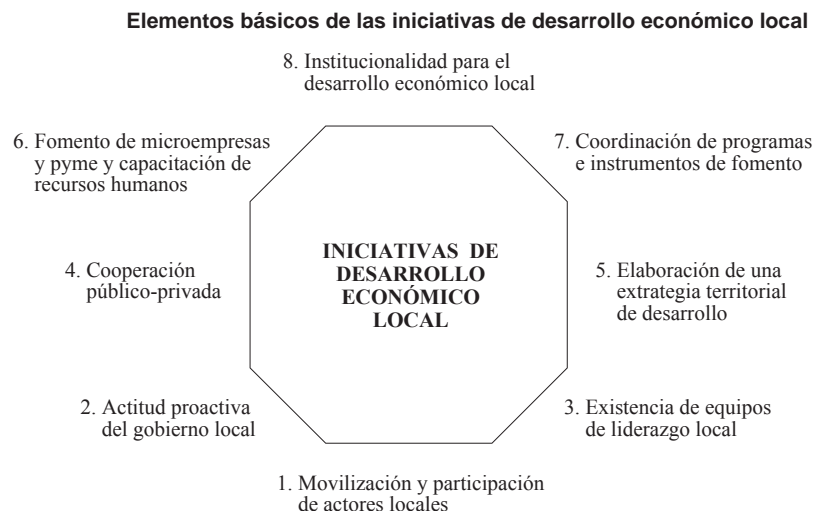 Elementos básicos de las iniciativas de desarrollo económico local
8. Institucionalidad para el
desarrollo económico local
6. Fomento de microempresas
y pyme y capacitación de
recursos humanos
7. Coordinación de programas
e instrumentos de fomento
INICIATIVAS DE
DESARROLLO
ECONÓMICO
LOCAL
4. Cooperación
público-privada
5. Elaboración de una
extrategia territorial
de desarrollo
2. Actitud proactiva
del gobierno local
3. Existencia de equipos
de liderazgo local
1. Movilización y participación
de actores locales